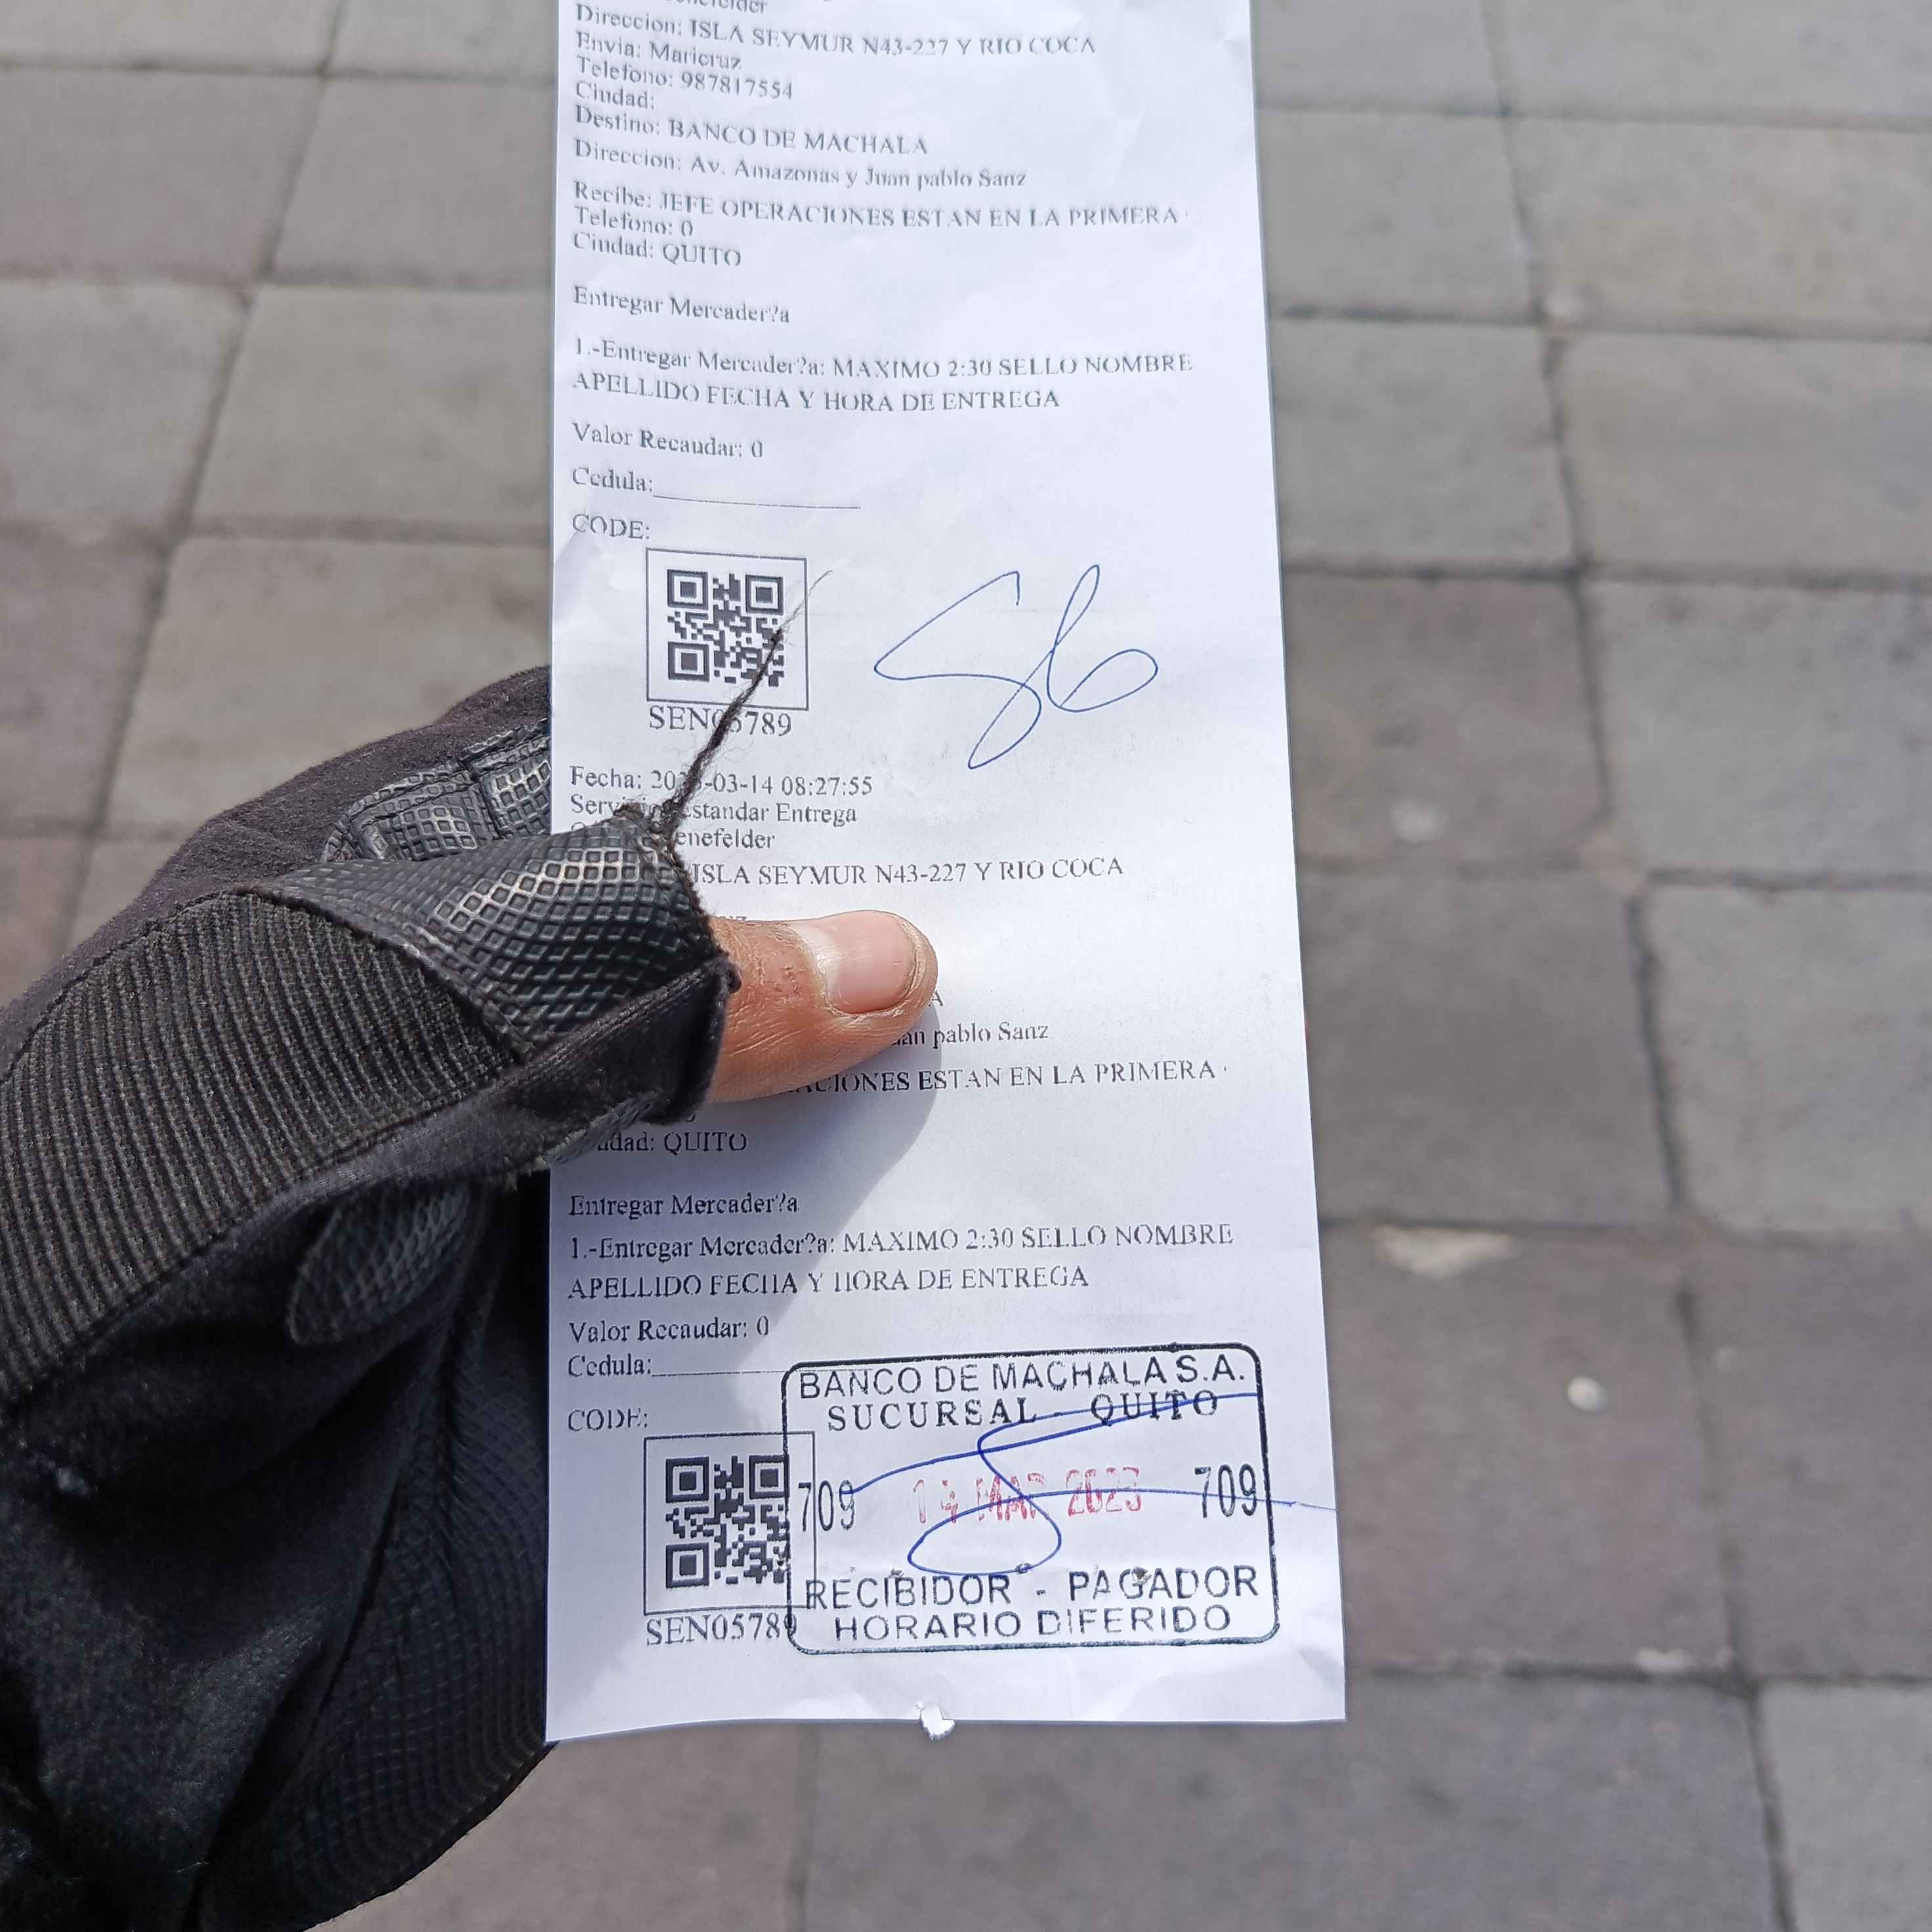 Direccion: ISLA SEYMUR N43-227 Y RIO COCA
Envia: Maricruz
Telefono: 987817554
Ciudad:
Destino: BANCO DE MACHALA
Direccion: Av. Amazonas y Juan pablo Sanz
Recibe: JEFE OPERACIONES ESTAN EN LA PRIMERA
Telefono: 0
Ciudad: QUITO
Entregar Mercader?a
1.-Entregar Mercader?a: MAXIMO 2:30 SELLO NOMBRE
APELLIDO FECHA Y HORA DE ENTREGA
Valor Recaudar: 0
Cedula:
CODE:
SEN05789
Fecha: 2023-03-14 08:27:55
Estandar Entrega
enefelder
ISLA SEYMUR N43-227 Y RIO COCA
pablo Sanz
ESTAN EN LA PRIMERA
QUITO
Entregar Mercader?a
1.-Entregar Mercader?a: MAXIMO 2:30 SELLO NOMBRE
APELLIDO FECHA Y HORA DE ENTREGA
Valor Recaudar: 0
Cedula:
CODE:
SEN05789
BANCO DE MACHALA S.A.
SUCURSAL - QUITO
709 14 MAR 2023 709
RECIBIDOR - PAGADOR
HORARIO DIFERIDO